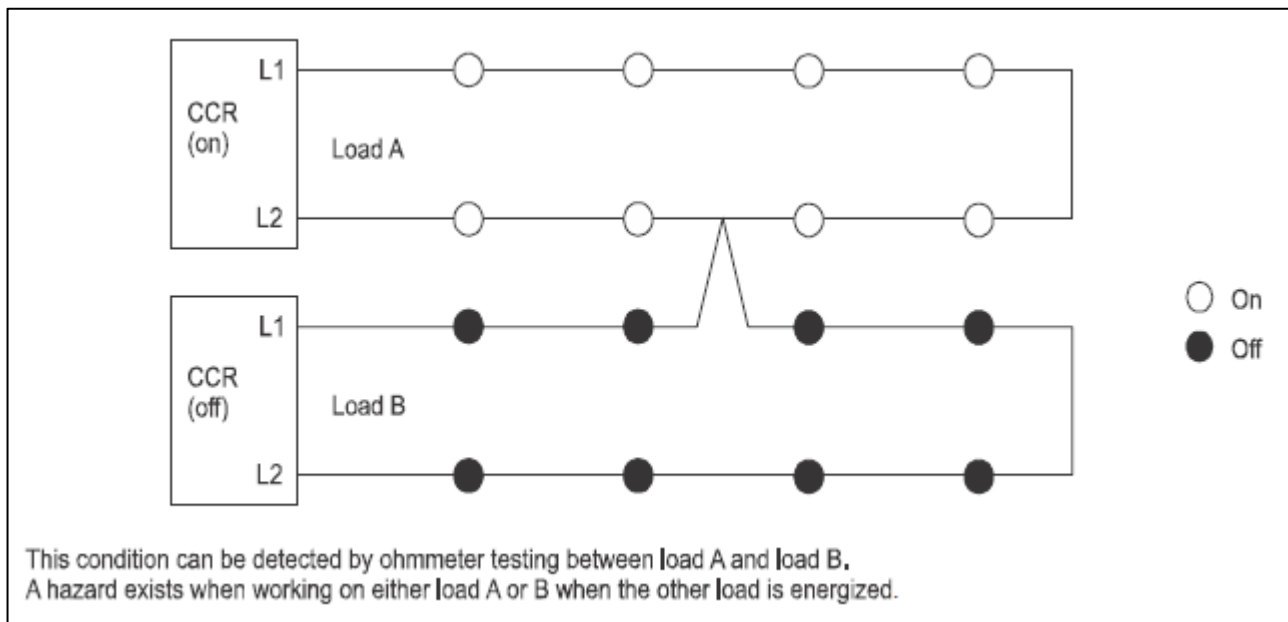 L1
CCR
(on)
Load A
L2
L1
CCR
(off)
Load B
L2
On
Off
This condition can be detected by ohmmeter testing between load A and load B.
A hazard exists when working on either load A or B when the other load is energized.